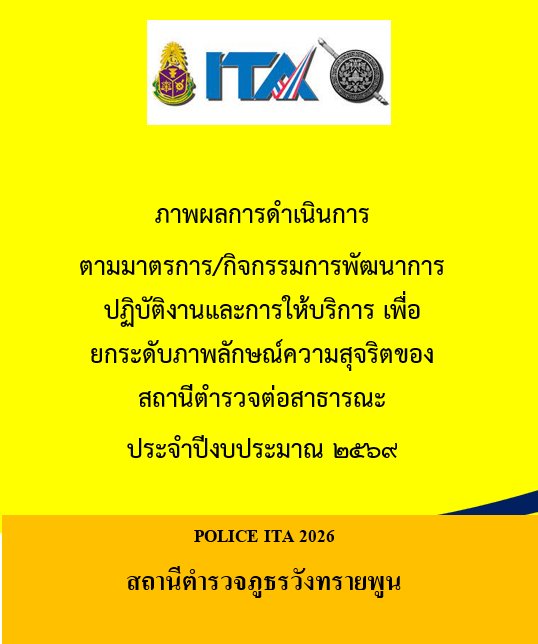 ITA
ภาพผลการดำเนินการ
ตามมาตรการ/กิจกรรมการพัฒนาการ
ปฏิบัติงานและการให้บริการ เพื่อ
ยกระดับภาพลักษณ์ความสุจริตของ
สถานีตำรวจต่อสาธารณะ
ประจำปีงบประมาณ ๒๕๖๙
POLICE ITA 2026
สถานีตำรวจภูธรวังทรายพูน